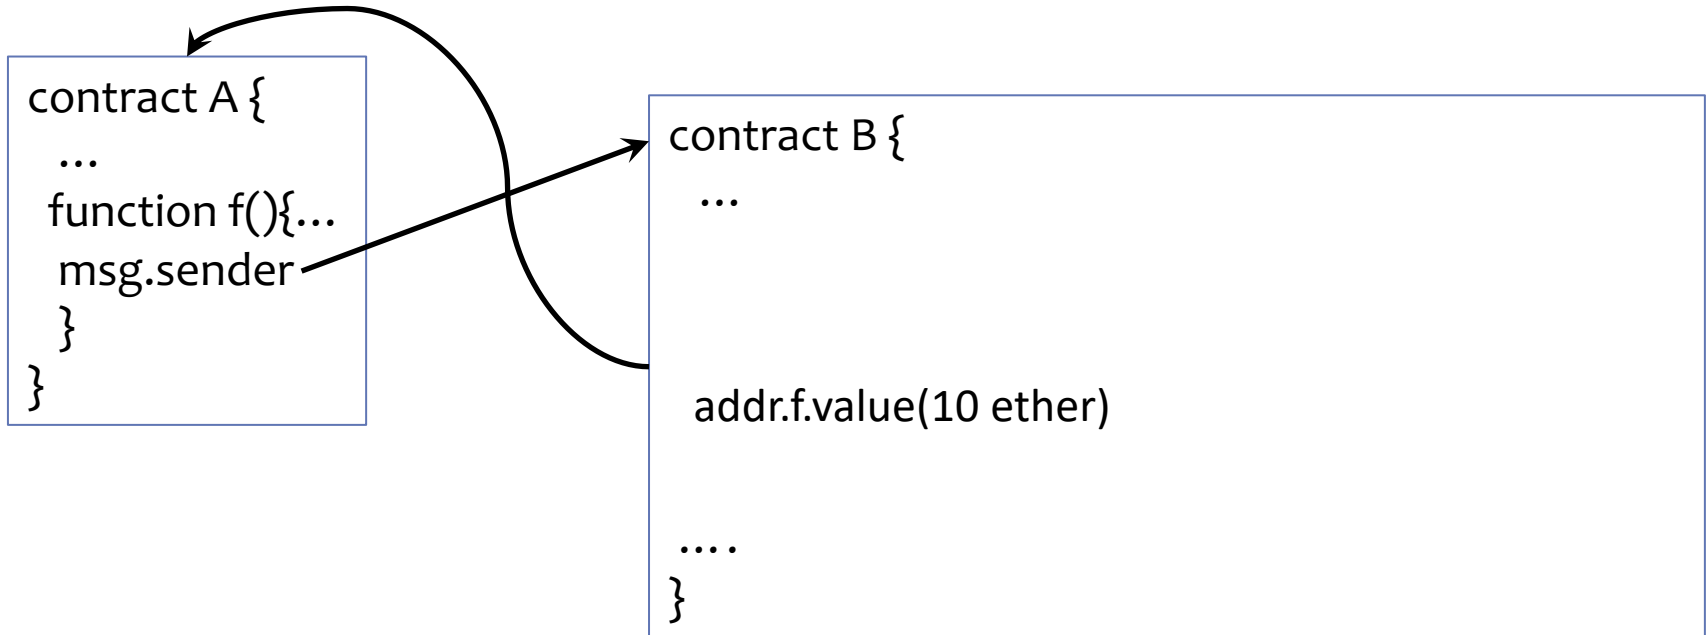 contract A {
...
function f(){...
msg.sender
}
}
contract B {
...
addr.f.value(10 ether)
... .
}